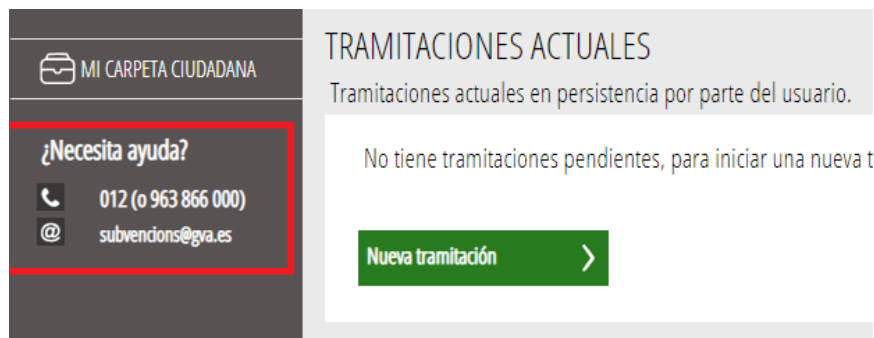 MI CARPETA CIUDADANA
¿Necesita ayuda?
012 (o 963 866 000)
@ subvencions@gva.es
TRAMITACIONES ACTUALES
Tramitaciones actuales en persistencia por parte del usuario.
No tiene tramitaciones pendientes, para iniciar una nueva t
Nueva tramitación